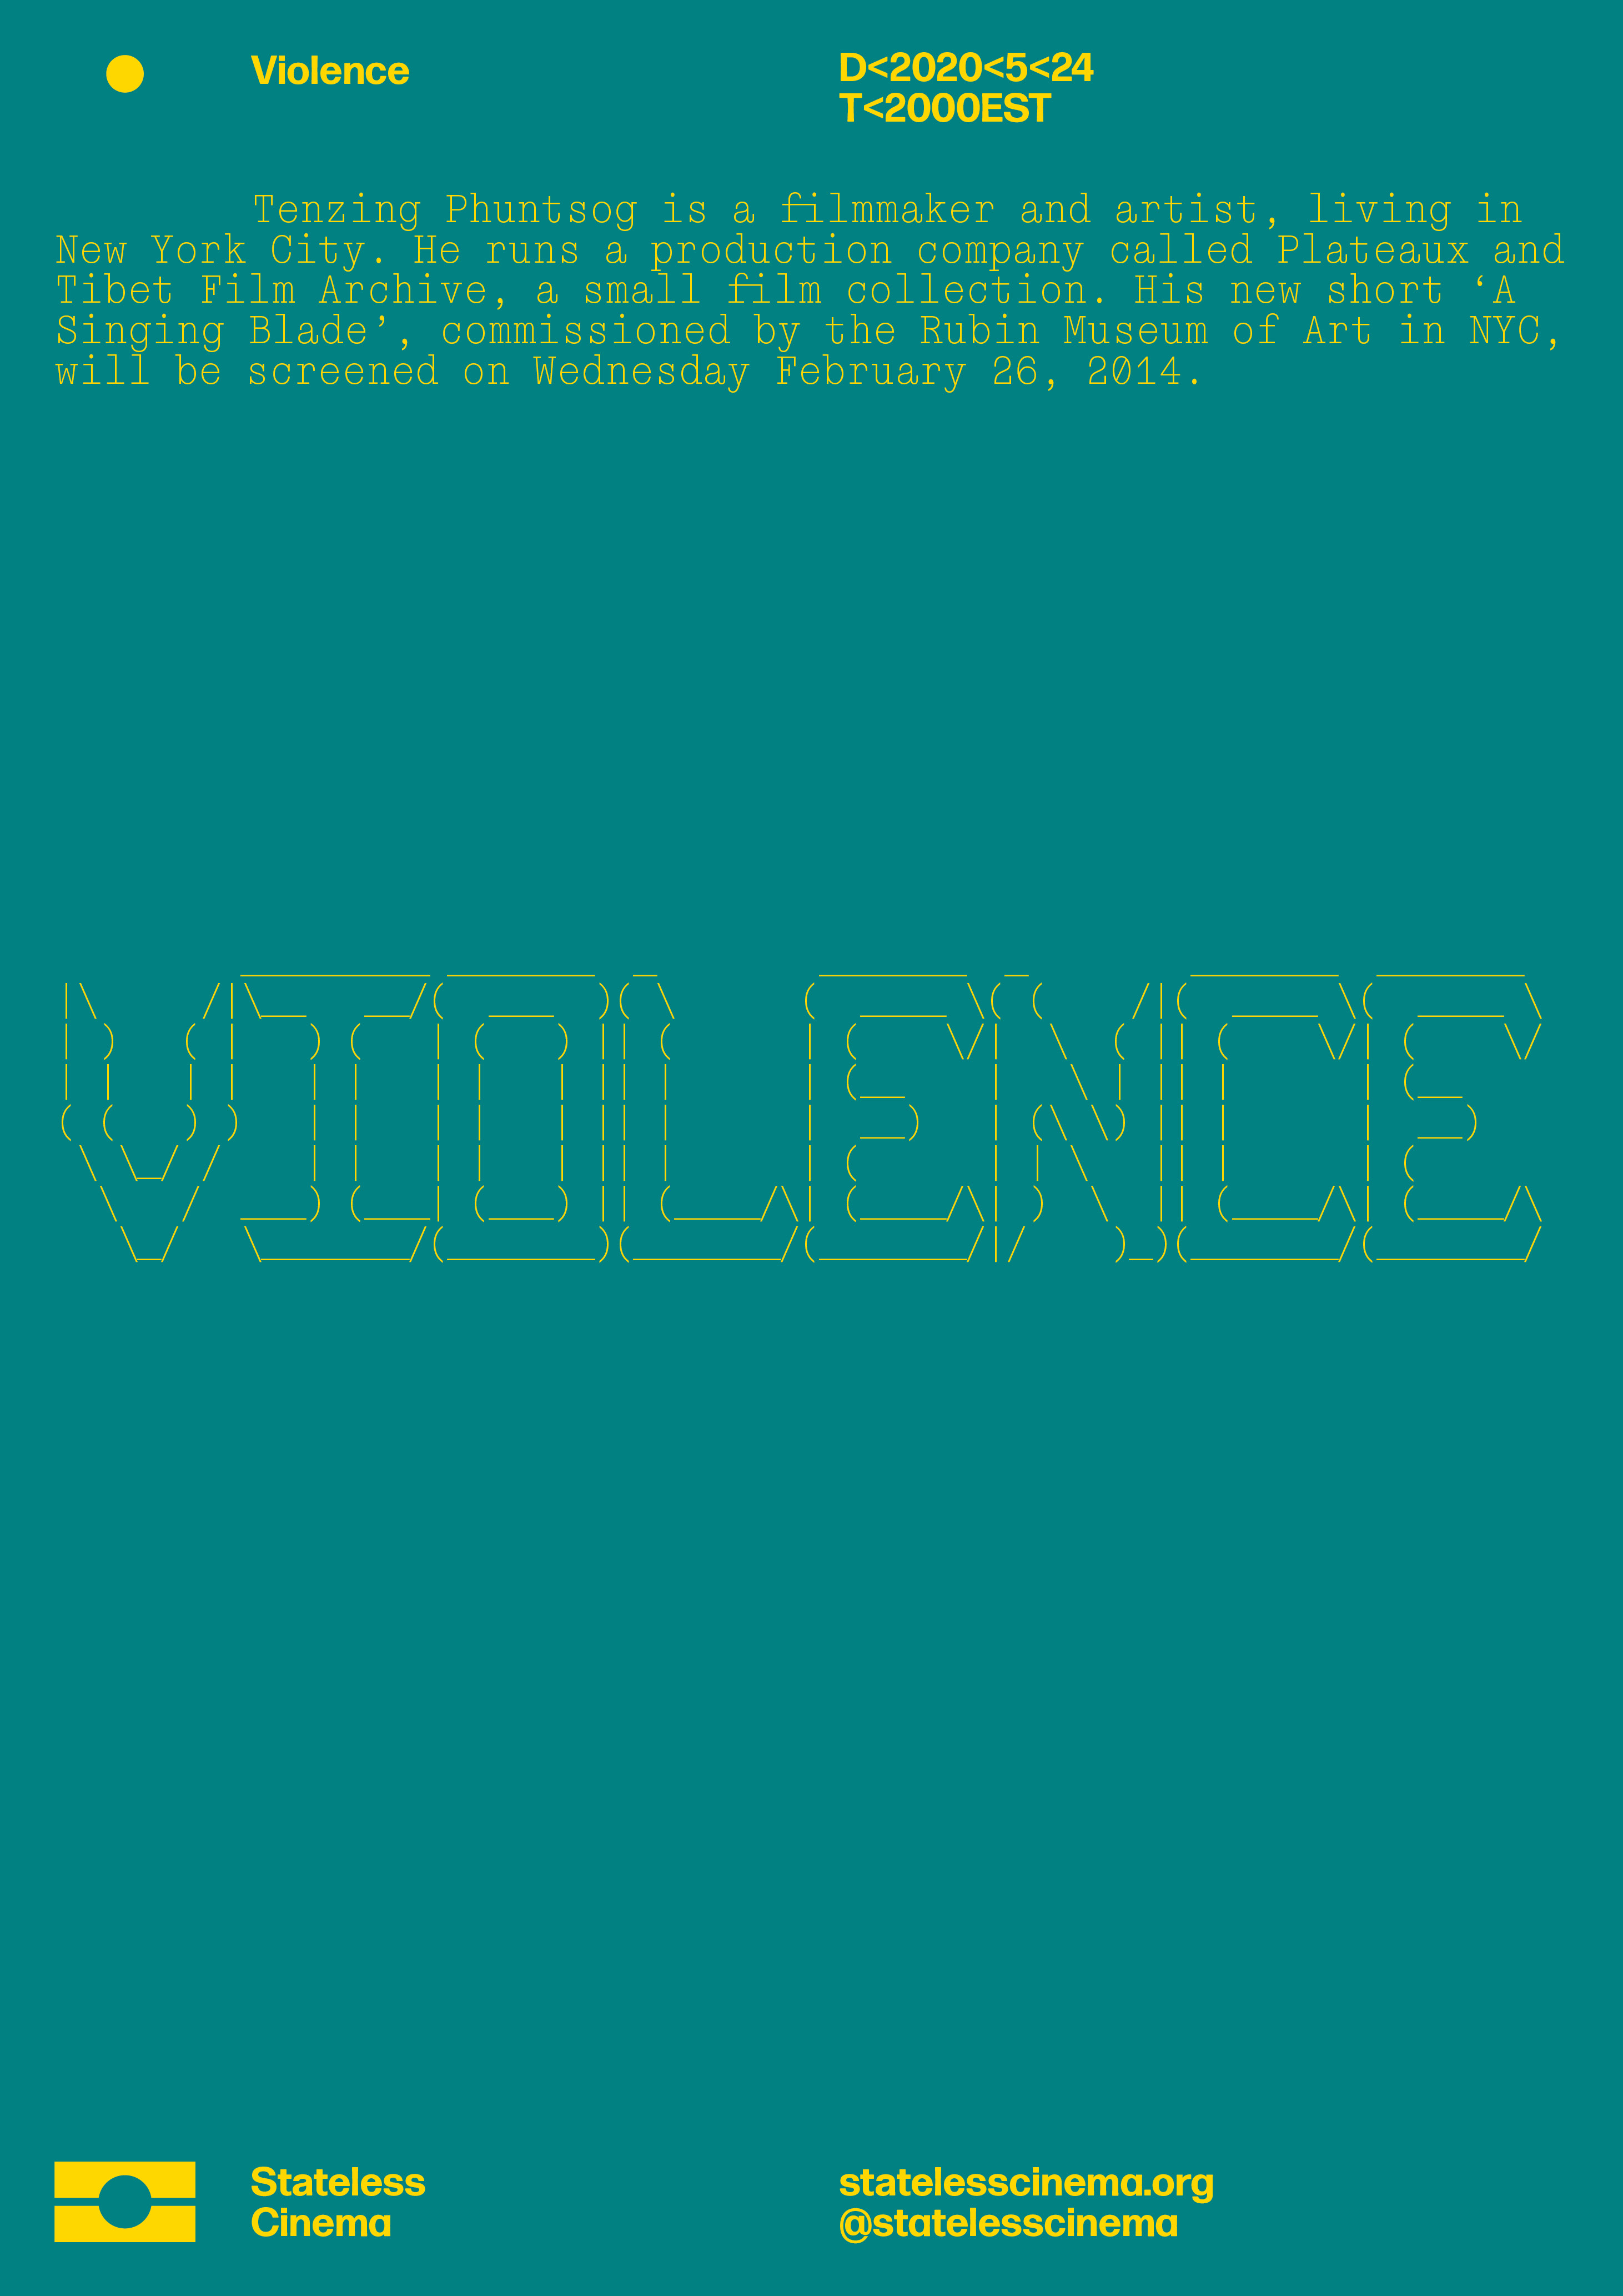 Violence
D<2020<5<24
T<2000EST
Tenzing Phuntsog is a filmmaker and artist, living in
New York City. He runs a production company called Plateaux and
Tibet Film Archive, a small film collection. His new short ‘A
Singing Blade’, commissioned by the Rubin Museum of Art in NYC,
will be screened on Wednesday February 26, 2014.
VIOLENCE
Stateless
Cinema
statelesscinema.org
@statelesscinema